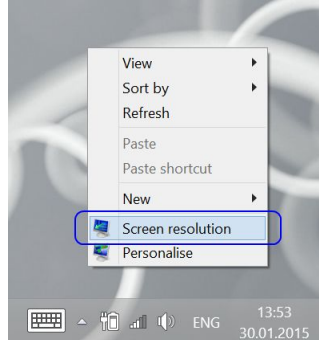 View
Sort by
Refresh
Paste
Paste shortcut
New
Screen resolution
Personalise
ENG
13:53
30.01.2015